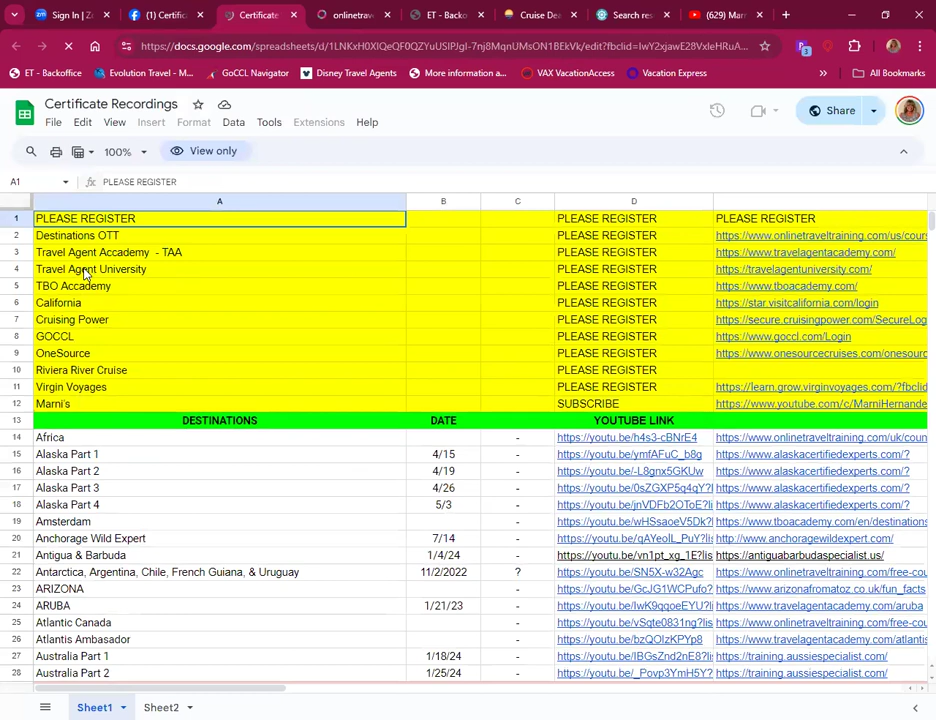 Sign In | Z
(1) Certific
Certificate
onlinetrave
ET - Backo
Cruise Dea
Search res
(629) Mar
https://docs.google.com/spreadsheets/d/1LNKxH0XIQeQF0QZYuUSIPJgI-7nj8MqnUMsON1BEkVk/edit?fbclid=IwY2xjawE28VxleHRuA...
3
ET - Backoffice
Evolution Travel - M...
GoCCL Navigator
Disney Travel Agents
More information a...
VAX VacationAccess
Vacation Express
All Bookmarks
Certificate Recordings
File Edit View Insert Format Data Tools Extensions Help
Share
100%
View only
A1 fx PLEASE REGISTER
A B C D
1 PLEASE REGISTER PLEASE REGISTER PLEASE REGISTER
2 Destinations OTT PLEASE REGISTER https://www.onlinetraveltraining.com/us/cours
3 Travel Agent Accademy - TAA PLEASE REGISTER https://www.travelagentacademy.com/
4 Travel Agent University PLEASE REGISTER https://travelagentuniversity.com/
5 TBO Accademy PLEASE REGISTER https://www.tboacademy.com/
6 California PLEASE REGISTER https://star.visitcalifornia.com/login
7 Cruising Power PLEASE REGISTER https://secure.cruisingpower.com/SecureLog
8 GOCCL PLEASE REGISTER https://www.goccl.com/Login
9 OneSource PLEASE REGISTER https://www.onesourcecruises.com/onesourc
10 Riviera River Cruise PLEASE REGISTER
11 Virgin Voyages PLEASE REGISTER https://learn.grow.virginvoyages.com/?fbclid
12 Marni's SUBSCRIBE https://www.youtube.com/c/MarniHernande
13 DESTINATIONS DATE YOUTUBE LINK
14 Africa - https://youtu.be/h4s3-cBNrE4 https://www.onlinetraveltraining.com/uk/coun
15 Alaska Part 1 4/15 - https://youtu.be/ymfAFuC_b8g https://www.alaskacertifiedexperts.com/?
16 Alaska Part 2 4/19 - https://youtu.be/-L8gnx5GKUw https://www.alaskacertifiedexperts.com/?
17 Alaska Part 3 4/26 - https://youtu.be/0sZGXP5q4qY?l https://www.alaskacertifiedexperts.com/?
18 Alaska Part 4 5/3 - https://youtu.be/jnVDFb2OToE?li https://www.alaskacertifiedexperts.com/?
19 Amsterdam - https://youtu.be/wHSsaoeV5Dk? https://www.tboacademy.com/en/destinations
20 Anchorage Wild Expert 7/14 - https://youtu.be/qAYeolL_PuY?li https://www.anchoragewildexpert.com/
21 Antigua & Barbuda 1/4/24 - https://youtu.be/vn1pt_xg_1E?lis https://antiguabarbudaspecialist.us/
22 Antarctica, Argentina, Chile, French Guiana, & Uruguay 11/2/2022 ? https://youtu.be/SN5X-w32Agc https://www.onlinetraveltraining.com/free-cou
23 ARIZONA - https://youtu.be/GcJG1WCPufo? https://www.arizonafromatoz.co.uk/fun_facts
24 ARUBA 1/21/23 - https://youtu.be/IwK9qqoeEYU?li https://www.travelagentacademy.com/aruba
25 Atlantic Canada - https://youtu.be/vSqte0831ng?lis https://www.onlinetraveltraining.com/free-cou
26 Atlantis Ambasador - https://youtu.be/bzQOlzKPYp8 https://www.travelagentacademy.com/atlantis
27 Australia Part 1 1/18/24 - https://youtu.be/IBGsZnd2nE8?li https://training.aussiespecialist.com/
28 Australia Part 2 1/25/24 - https://youtu.be/_Povp3YmH5Y? https://training.aussiespecialist.com/
Sheet1 Sheet2